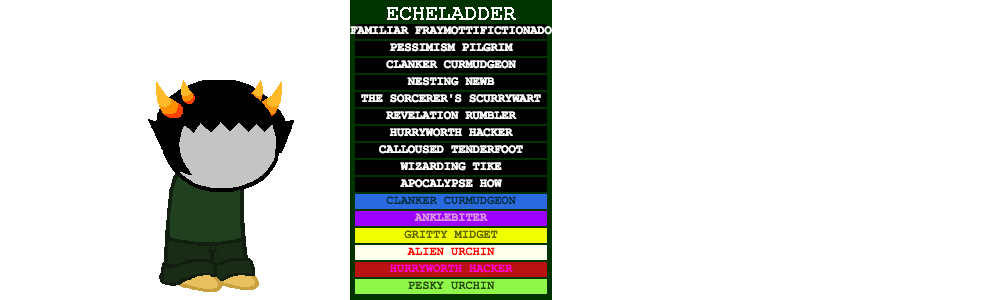 ECHELADDER
FAMILIAR FRAYMOTTIFICTIONADO
PESSIMISM PILGRIM
CLANKER CURMUDGEON
NESTING NEWB
THE SORCERER'S SCURRYWART
REVELATION RUMBLER
HURRYWORTH HACKER
CALLOUSED TENDERFOOT
WIZARDING TIKE
APOCALYPSE HOW
CLANKER CURMUDGEON
ANKLEBITER
GRITTY MIDGET
ALIEN URCHIN
HURRYWORTH HACKER
PESKY URCHIN